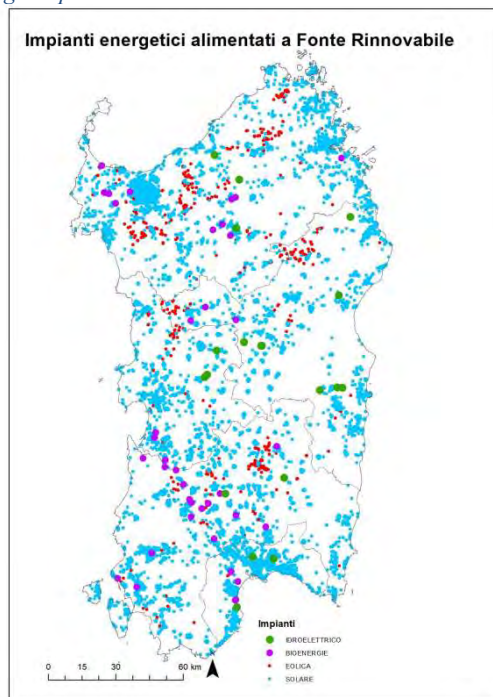 Impianti energetici alimentati a Fonte Rinnovabile
Impianti
IDROELETTRICO
BIOENERGIE
EOLICA
SOLARE
0 15 30 60 km